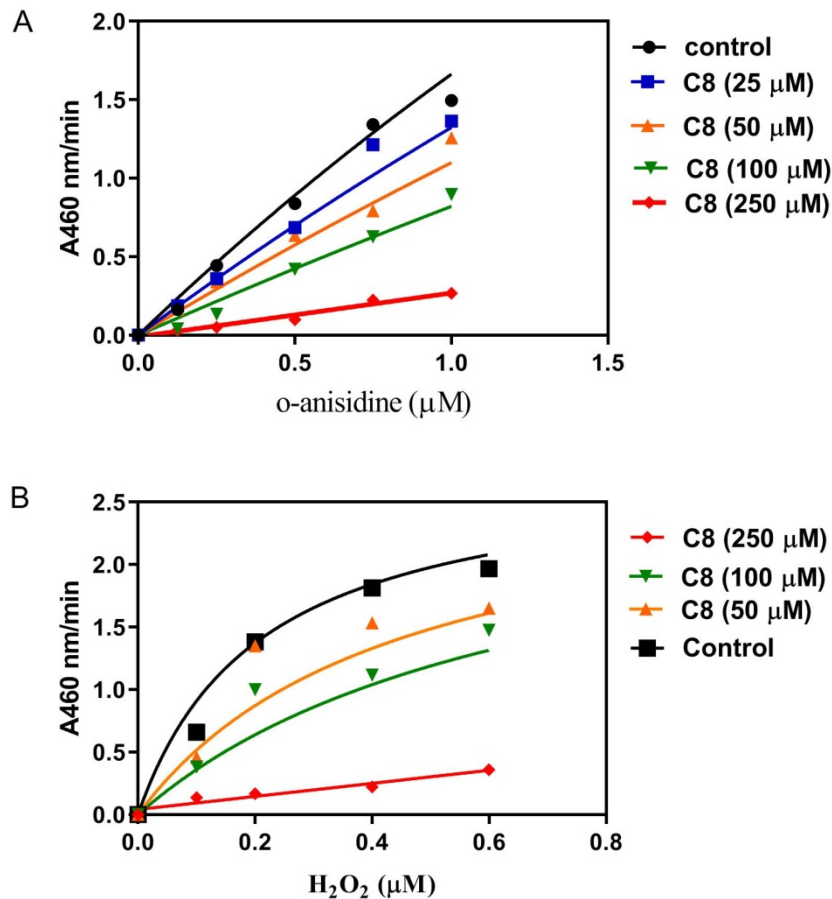 A
2.0
1.5
1.0
0.5
0.0
A460 nm/min
0.0 0.5 1.0 1.5
o-anisidine (μM)
control
C8 (25 μM)
C8 (50 μM)
C8 (100 μM)
C8 (250 μM)
B
2.5
2.0
1.5
1.0
0.5
0.0
A460 nm/min
0.0 0.2 0.4 0.6 0.8
H₂O₂ (μM)
C8 (250 μM)
C8 (100 μM)
C8 (50 μM)
Control